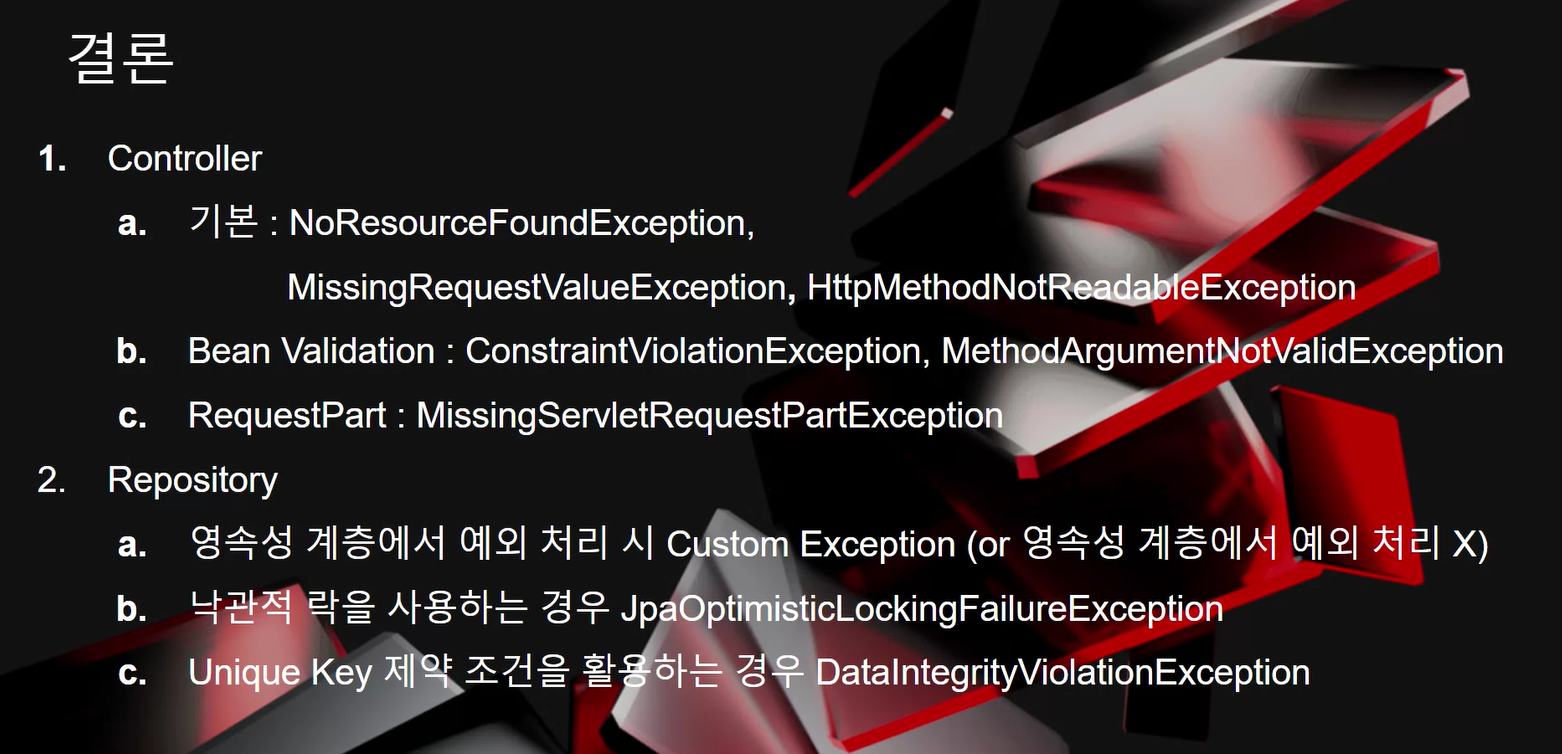 결론
1. Controller
a. 기본 : NoResourceFoundException,
MissingRequestValueException, HttpMethodNotReadableException
b. Bean Validation : ConstraintViolationException, MethodArgumentNotValidException
c. RequestPart : MissingServletRequestPartException
2. Repository
a. 영속성 계층에서 예외 처리 시 Custom Exception (or 영속성 계층에서 예외 처리 X)
b. 낙관적 락을 사용하는 경우 JpaOptimisticLockingFailureException
c. Unique Key 제약 조건을 활용하는 경우 DataIntegrityViolationException